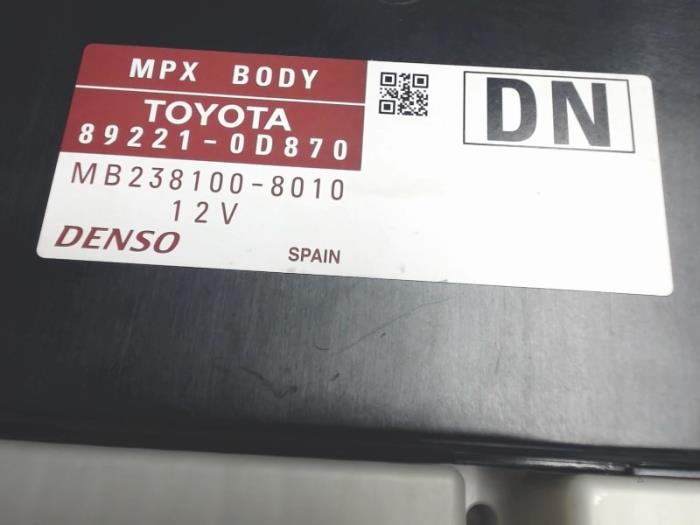 MPX BODY
TOYOTA
89221-0D870
MB238100-8010
12V
DENSO
SPAIN
DN